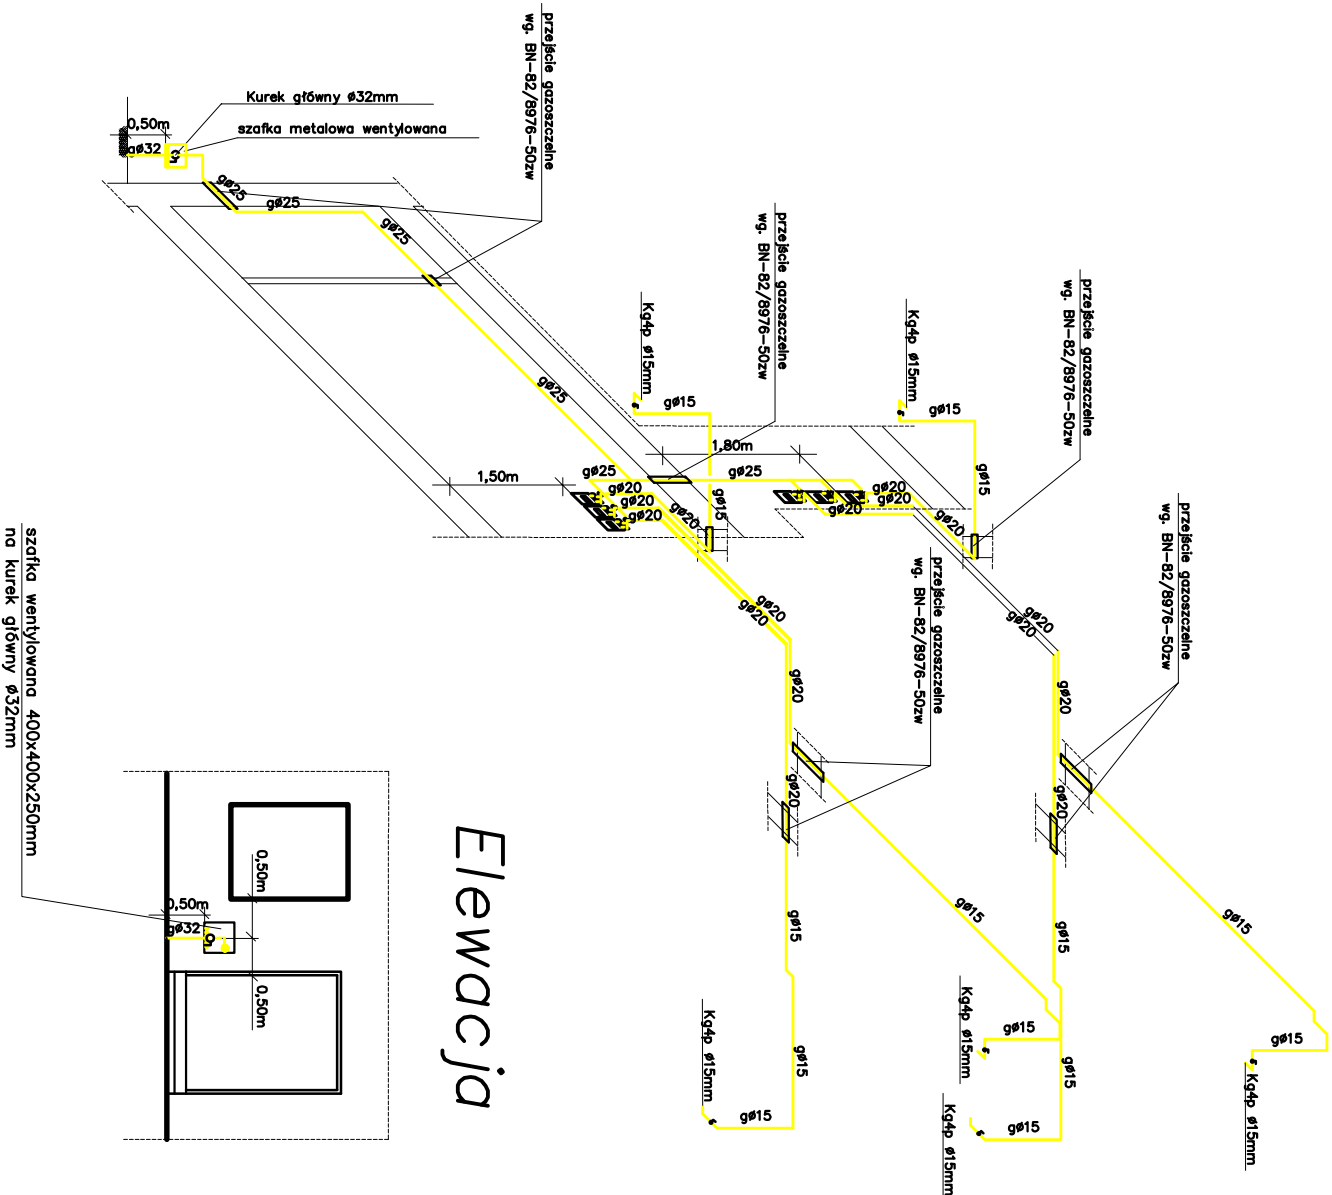 przejście gazoszczelne
wg. BN-82/8976-50zw
Kurek główny ø32mm
szafka metalowa wentylowana
0,50m
gø32
gø25
gø25
gø25
przejście gazoszczelne
wg. BN-82/8976-50zw
przejście gazoszczelne
wg. BN-82/8976-50zw
Kg4p ø15mm
Kg4p ø15mm
gø25
gø15
gø15
1,80m
1,50m
gø25
gø25
gø15
gø15
gø20
gø20
gø20
gø20
gø20
gø20
gø20
gø20
przejście gazoszczelne
wg. BN-82/8976-50zw
przejście gazoszczelne
wg. BN-82/8976-50zw
gø20
gø20
gø20
gø20
gø20
gø20
gø20
gø20
gø15
gø15
gø15
gø15
Kg4p ø15mm
Kg4p ø15mm
Kg4p ø15mm
Kg4p ø15mm
gø15
gø15
gø15
gø15
gø15
gø15
Elewacja
0,50m
0,50m
0,50m
gø32
szafka wentylowana 400x400x250mm
na kurek główny ø32mm